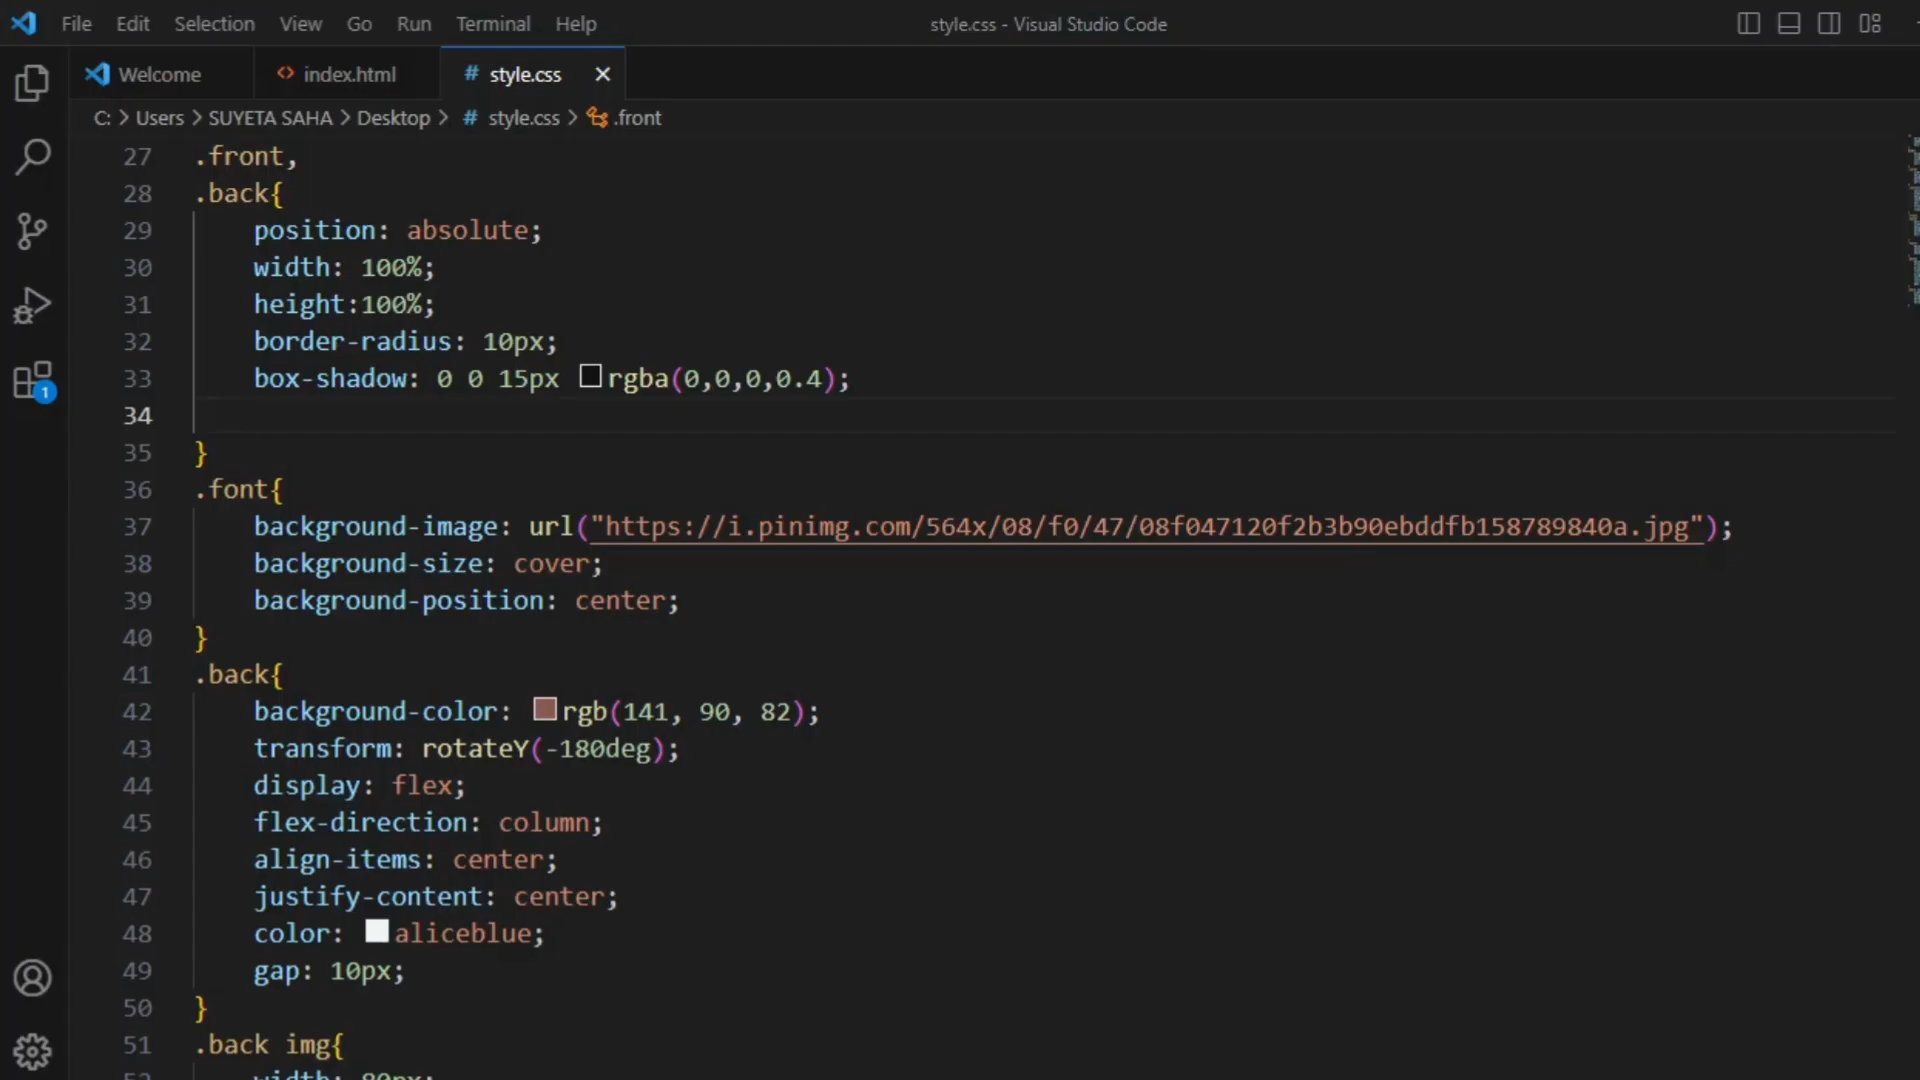 File Edit Selection View Go Run Terminal Help style.css - Visual Studio Code
Welcome <> index.html # style.css ×
C: > Users > SUYETA SAHA > Desktop > # style.css > .front
27 .front,
28 .back{
29 position: absolute;
30 width: 100%;
31 height:100%;
32 border-radius: 10px;
33 box-shadow: 0 0 15px rgba(0,0,0,0.4);
34
35 }
36 .font{
37 background-image: url("https://i.pinimg.com/564x/08/f0/47/08f047120f2b3b90ebddfb158789840a.jpg");
38 background-size: cover;
39 background-position: center;
40 }
41 .back{
42 background-color: rgb(141, 90, 82);
43 transform: rotateY(-180deg);
44 display: flex;
45 flex-direction: column;
46 align-items: center;
47 justify-content: center;
48 color: aliceblue;
49 gap: 10px;
50 }
51 .back img{
52 width: 80px;
1